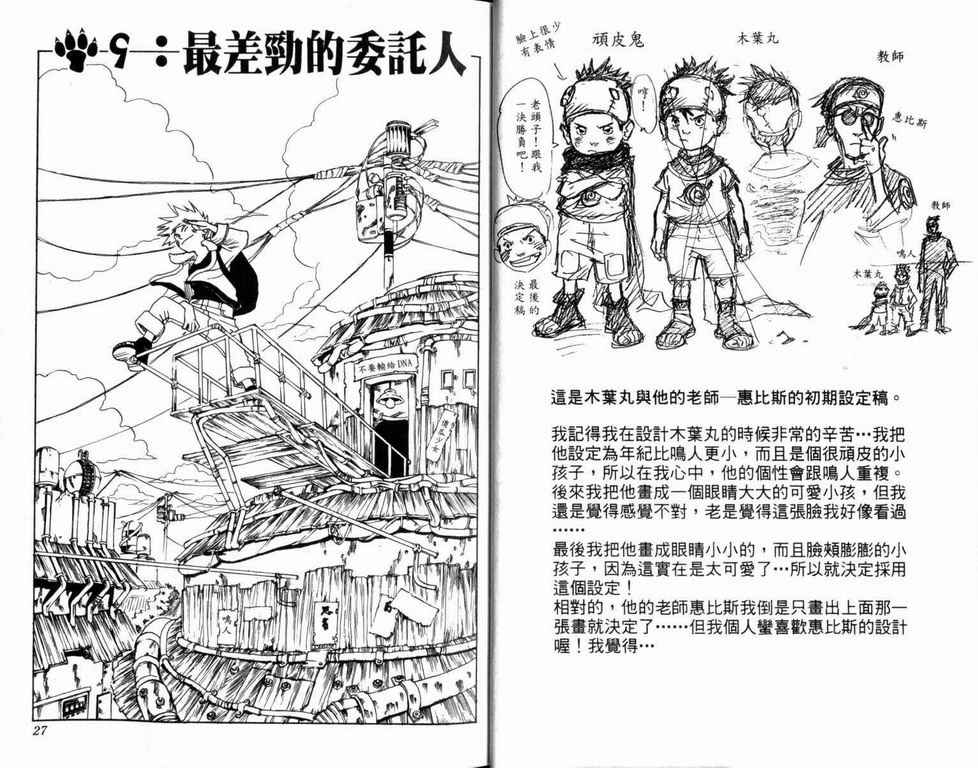 9：最差勁的委託人
不要輸給DNA
鳴人
27
臉上很少
有表情
頑皮鬼
木葉丸
教師
老頭子！跟我
一決勝負吧！
哼！
惠比斯
最後的
決定稿
教師
鳴人
木葉丸
這是木葉丸與他的老師─惠比斯的初期設定稿。
我記得我在設計木葉丸的時候非常的辛苦…我把
他設定為年紀比鳴人更小，而且是個很頑皮的小
孩子，所以在我心中，他的個性會跟鳴人重複。
後來我把他畫成一個眼睛大大的可愛小孩，但我
還是覺得感覺不對，老是覺得這張臉我好像看過
……
最後我把他畫成眼睛小小的，而且臉頰膨膨的小
孩子，因為這實在是太可愛了…所以就決定採用
這個設定！
相對的，他的老師惠比斯我倒是只畫出上面那一
張畫就決定了……但我個人蠻喜歡惠比斯的設計
喔！我覺得…